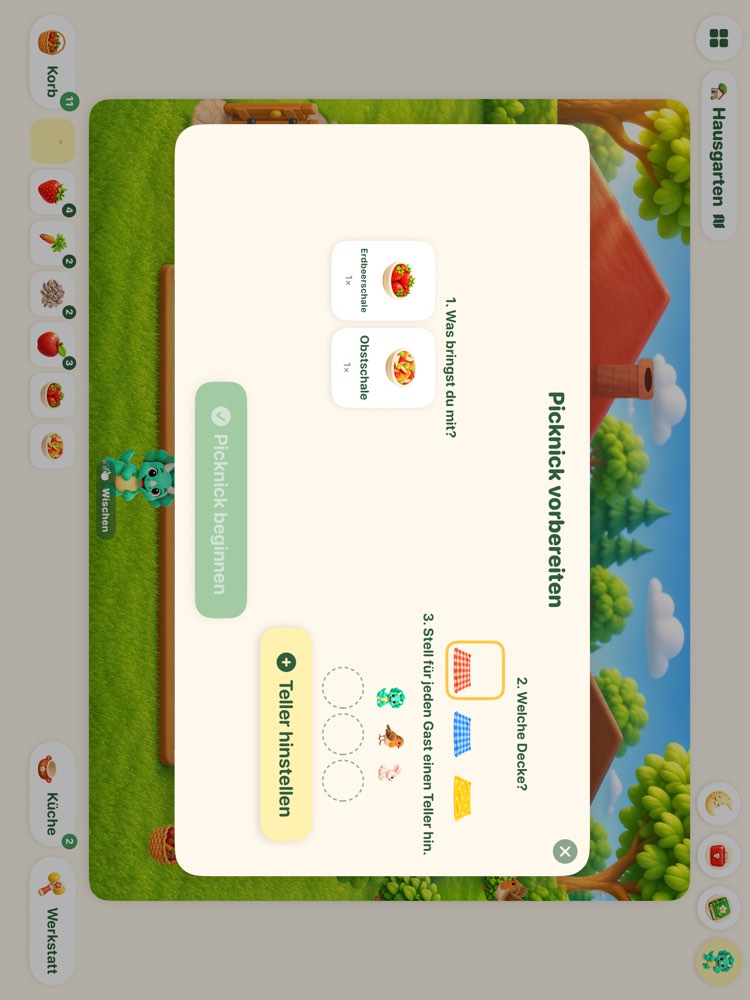 Hausgarten
Picknick vorbereiten
1. Was bringst du mit?
Erdbeerschale
1×
Obstschale
1×
2. Welche Decke?
3. Stell für jeden Gast einen Teller hin.
Teller hinstellen
Picknick beginnen
Wischen
Korb
11
4
2
2
3
Küche
2
Werkstatt